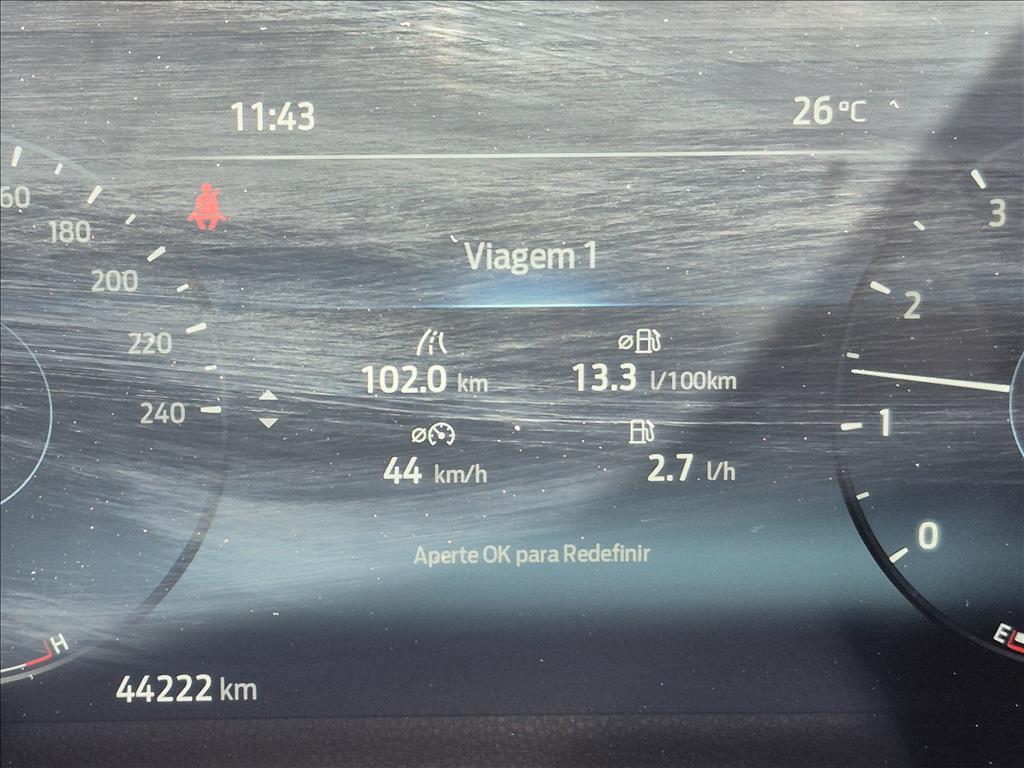 11:43
26 °C
60
180
200
220
240
H
Viagem 1
102.0 km
ø 13.3 l/100km
ø 44 km/h
2.7 l/h
Aperte OK para Redefinir
3
2
1
0
E
44222 km